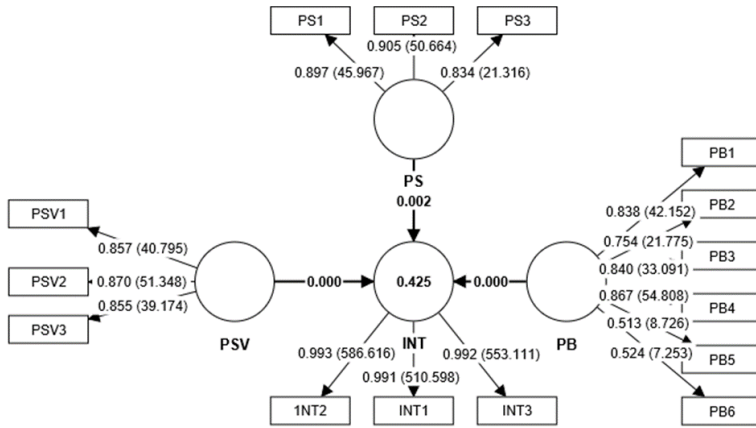 PS1
PS2
PS3
0.905 (50.664)
0.897 (45.967)
0.834 (21.316)
PS
0.002
PB1
PB2
PB3
PB4
PB5
PB6
0.838 (42.152)
0.754 (21.775)
0.840 (33.091)
0.867 (54.808)
0.513 (8.726)
0.524 (7.253)
PSV1
PSV2
PSV3
0.857 (40.795)
0.870 (51.348)
0.855 (39.174)
0.000
0.425
0.000
PSV
INT
PB
0.993 (586.616)
0.992 (553.111)
0.991 (510.598)
1NT2
INT1
INT3